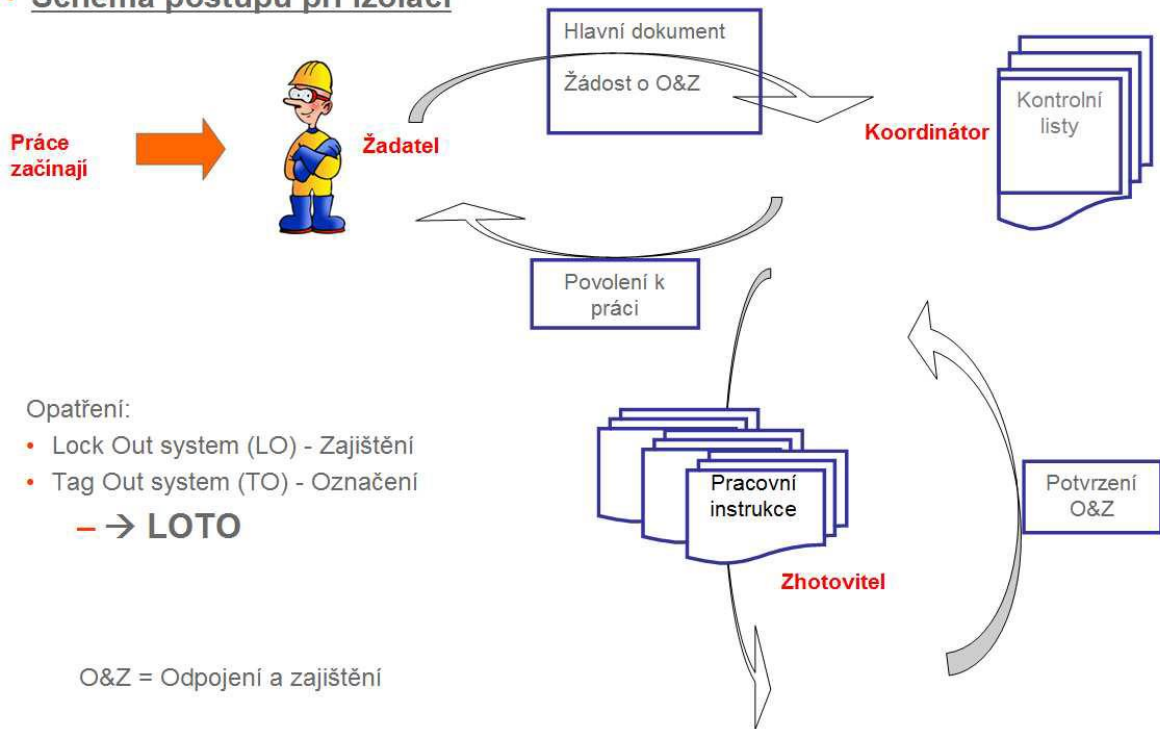 • Schéma postupu při izolaci
Hlavní dokument
Žádost o O&Z
Kontrolní
listy
Práce
začínají
Žadatel
Koordinátor
Povolení k
práci
Opatření:
• Lock Out system (LO) - Zajištění
• Tag Out system (TO) - Označení
– → LOTO
Pracovní
instrukce
Potvrzení
O&Z
Zhotovitel
O&Z = Odpojení a zajištění